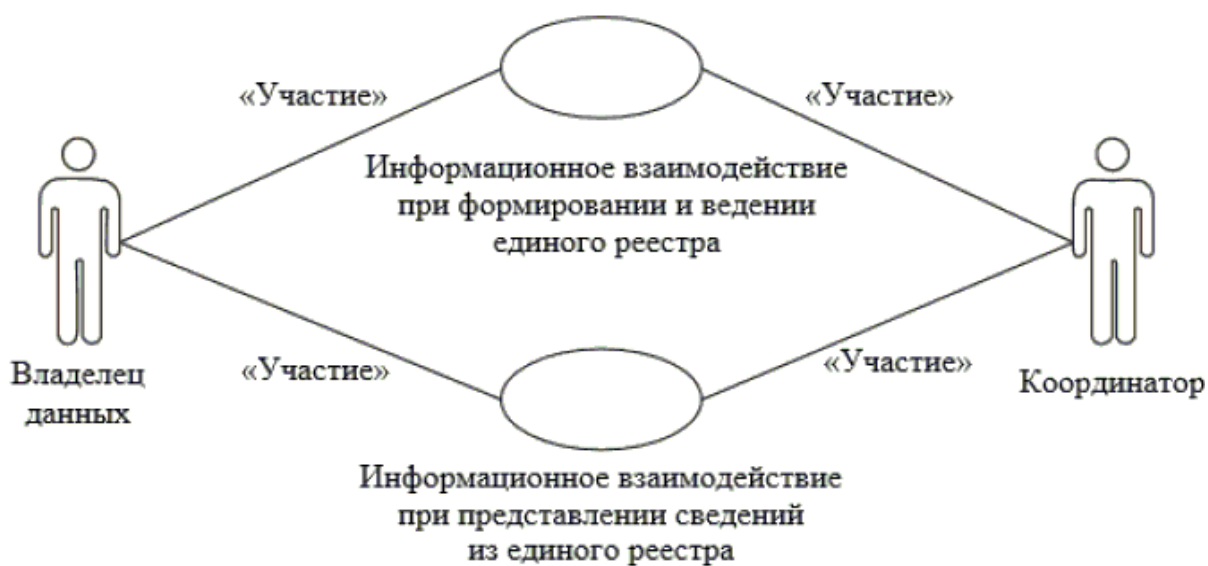 «Участие»
«Участие»
Информационное взаимодействие
при формировании и ведении
единого реестра
Владелец
данных
«Участие»
«Участие»
Координатор
Информационное взаимодействие
при представлении сведений
из единого реестра